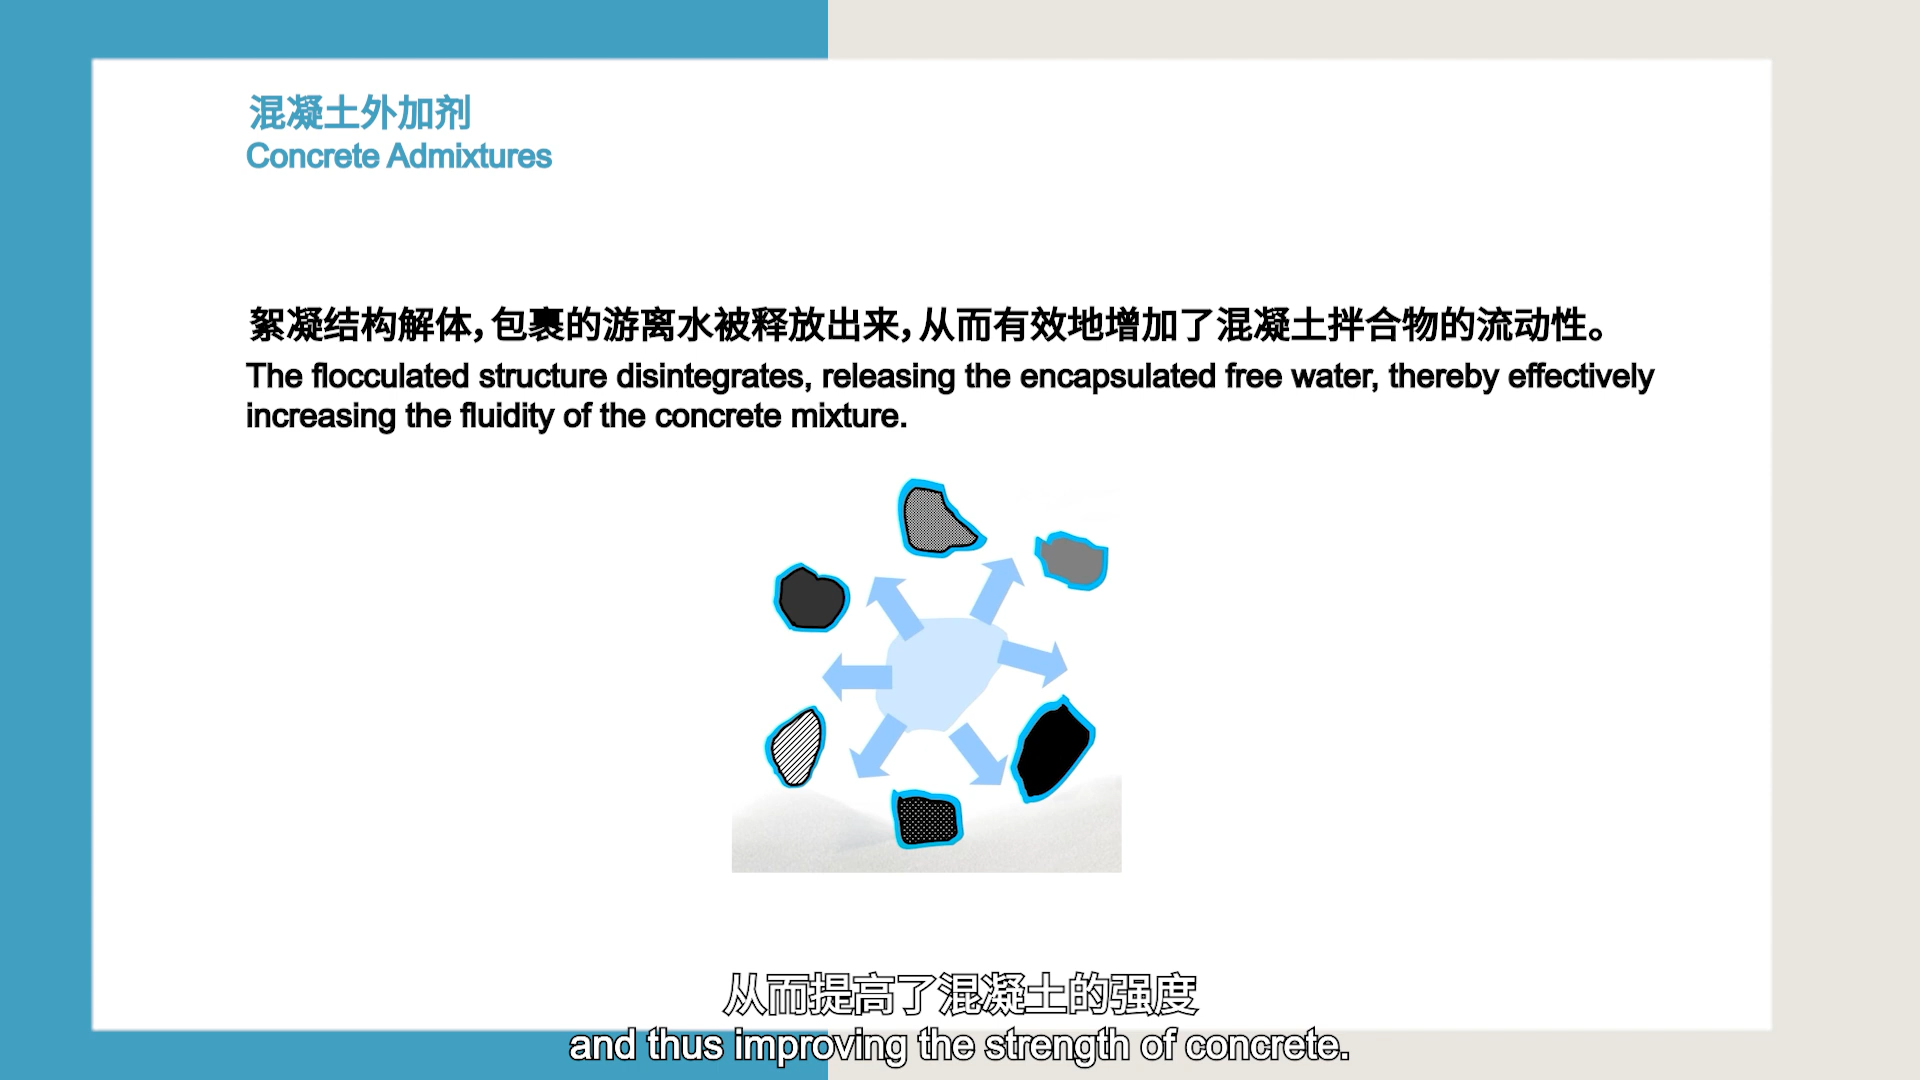 混凝土外加剂
Concrete Admixtures
絮凝结构解体，包裹的游离水被释放出来，从而有效地增加了混凝土拌合物的流动性。
The flocculated structure disintegrates, releasing the encapsulated free water, thereby effectively
increasing the fluidity of the concrete mixture.
从而提高了混凝土的强度
and thus improving the strength of concrete.